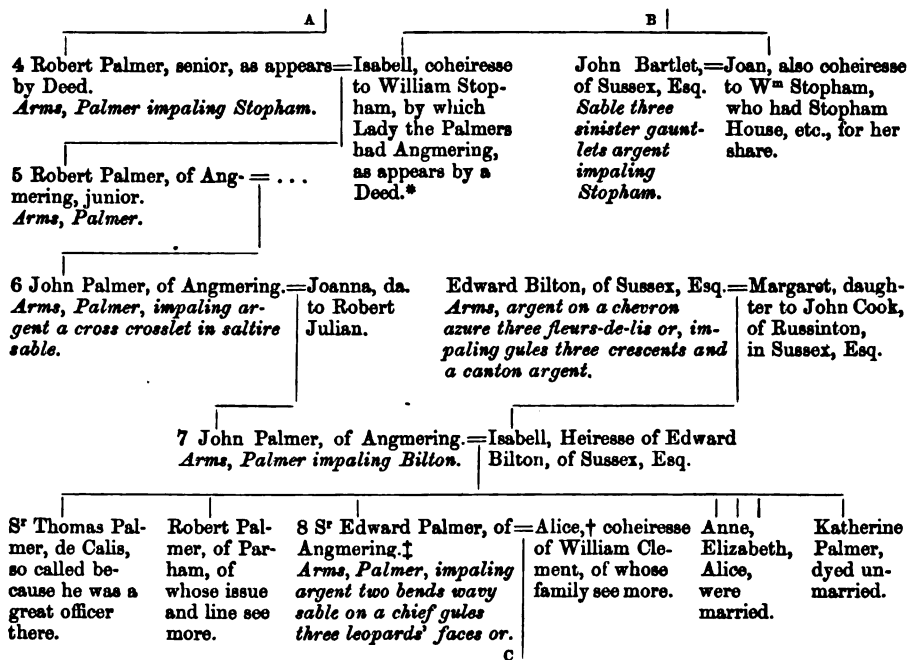 A
B
4 Robert Palmer, senior, as appears=
by Deed.
Arms, Palmer impaling Stopham.
Isabell, coheiresse
to William Stop-
ham, by which
Lady the Palmers
had Angmering,
as appears by a
Deed.*
John Bartlet,=
of Sussex, Esq.
Sable three
sinister gaunt-
lets argent
impaling
Stopham.
Joan, also coheiresse
to Wᵐ Stopham,
who had Stopham
House, etc., for her
share.
5 Robert Palmer, of Ang-= ...
mering, junior.
Arms, Palmer.
6 John Palmer, of Angmering.=
Arms, Palmer, impaling ar-
gent a cross crosslet in saltire
sable.
Joanna, da.
to Robert
Julian.
Edward Bilton, of Sussex, Esq.=
Arms, argent on a chevron
azure three fleurs-de-lis or, im-
paling gules three crescents and
a canton argent.
Margaret, daugh-
ter to John Cook,
of Russinton,
in Sussex, Esq.
7 John Palmer, of Angmering.=
Arms, Palmer impaling Bilton.
Isabell, Heiresse of Edward
Bilton, of Sussex, Esq.
Sʳ Thomas Pal-
mer, de Calis,
so called be-
cause he was a
great officer
there.
Robert Pal-
mer, of Par-
ham, of
whose issue
and line see
more.
8 Sʳ Edward Palmer, of=
Angmering.‡
Arms, Palmer, impaling
argent two bends wavy
sable on a chief gules
three leopards' faces or.
Alice,† coheiresse
of William Cle-
ment, of whose
family see more.
Anne,
Elizabeth,
Alice,
were
married.
Katherine
Palmer,
dyed un-
married.
C